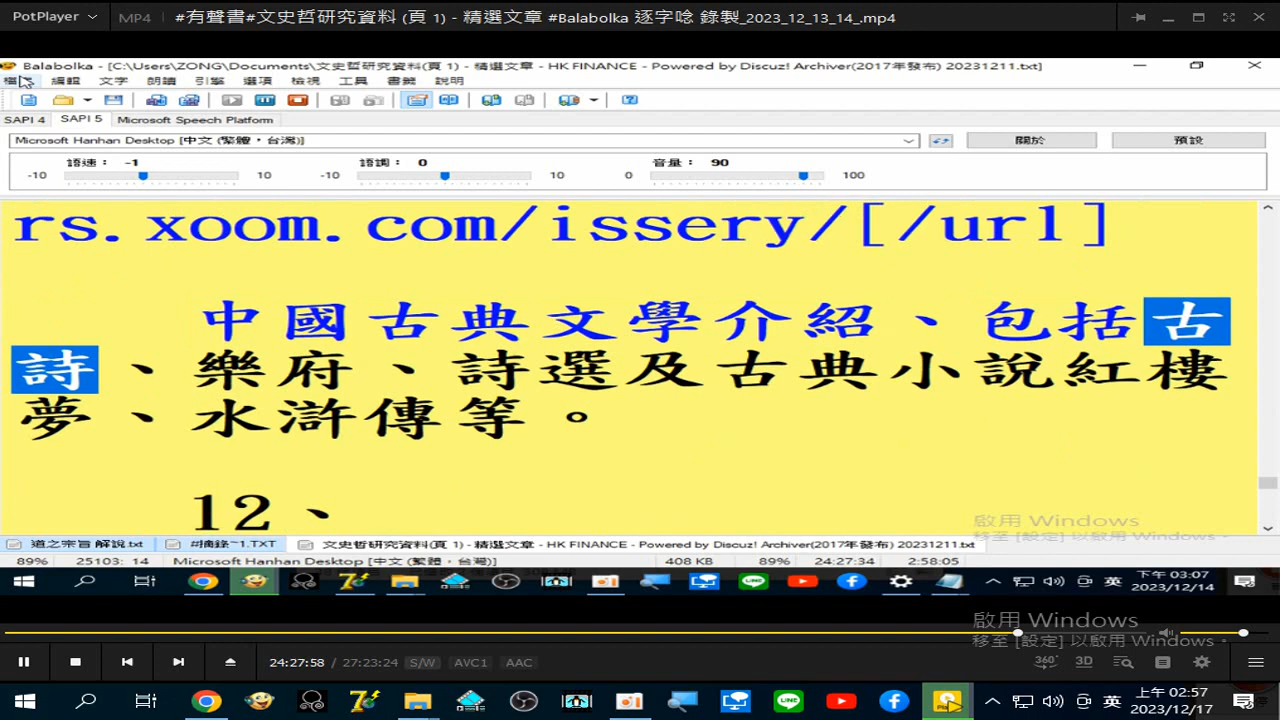 PotPlayer MP4 #有聲書#文史哲研究資料 (頁 1) - 精選文章 #Balabolka 逐字唸 錄製_2023_12_13_14_.mp4
Balabolka - [C:\Users\ZONG\Documents\文史哲研究資料(頁 1) - 精選文章 - HK FINANCE - Powered by Discuz! Archiver(2017年發布) 20231211.txt]
檔案 編輯 文字 朗讀 引擎 選項 檢視 工具 書籤 說明
SAPI 4 SAPI 5 Microsoft Speech Platform
Microsoft Hanhan Desktop [中文 (繁體，台灣)] 關於 預設
語速： -1 語調： 0 音量： 90
-10 10 -10 10 0 100
rs.xoom.com/issery/[/url]
中國古典文學介紹、包括古
詩、樂府、詩選及古典小說紅樓
夢、水滸傳等。
12、
啟用 Windows
移至 [設定] 以啟用 Windows。
道之宗旨 解說.txt #摘錄~1.TXT 文史哲研究資料(頁 1) - 精選文章 - HK FINANCE - Powered by Discuz! Archiver(2017年發布) 20231211.txt
89% 25103: 14 Microsoft Hanhan Desktop [中文 (繁體，台灣)] 408 KB 89% 24:27:34 2:58:05
英 下午 03:07
2023/12/14
啟用 Windows
移至 [設定] 以啟用 Windows。
24:27:58 / 27:23:24 S/W AVC1 AAC 360° 3D
英 上午 02:57
2023/12/17